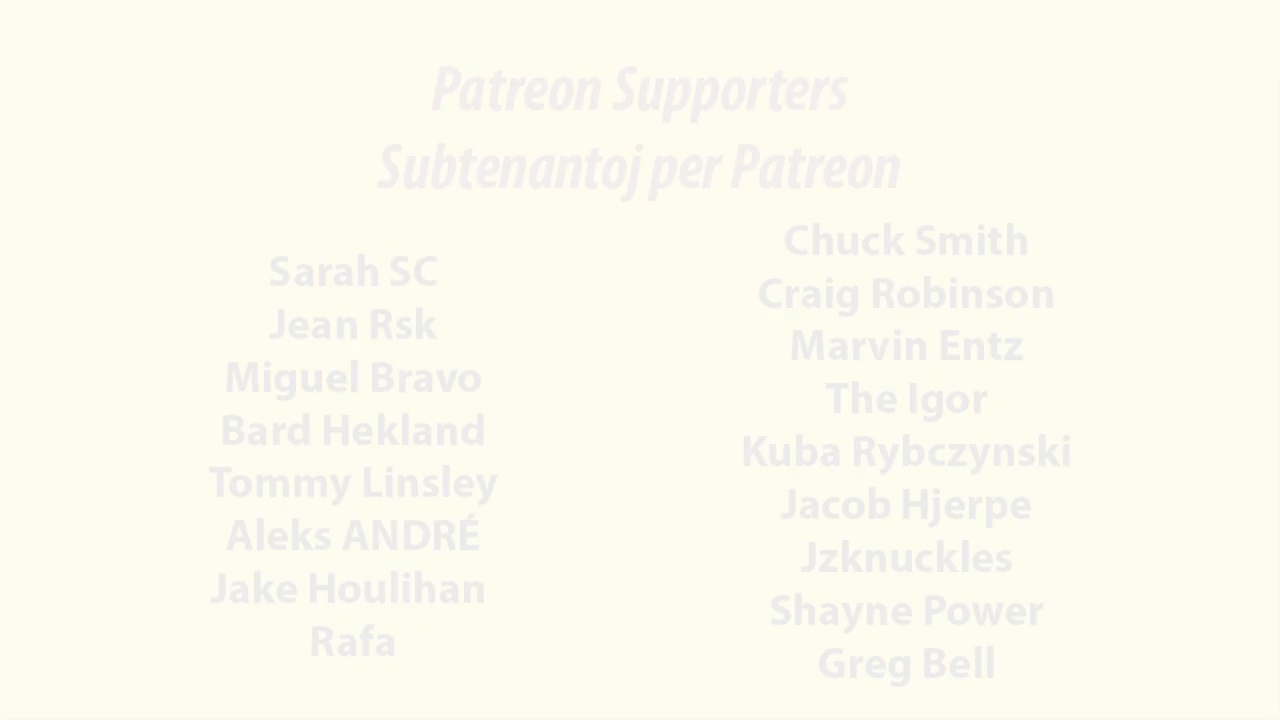 Patreon Supporters
Subtenantoj per Patreon
Sarah SC
Jean Rsk
Miguel Bravo
Bard Hekland
Tommy Linsley
Aleks ANDRÉ
Jake Houlihan
Rafa
Chuck Smith
Craig Robinson
Marvin Entz
The Igor
Kuba Rybczynski
Jacob Hjerpe
Jzknuckles
Shayne Power
Greg Bell